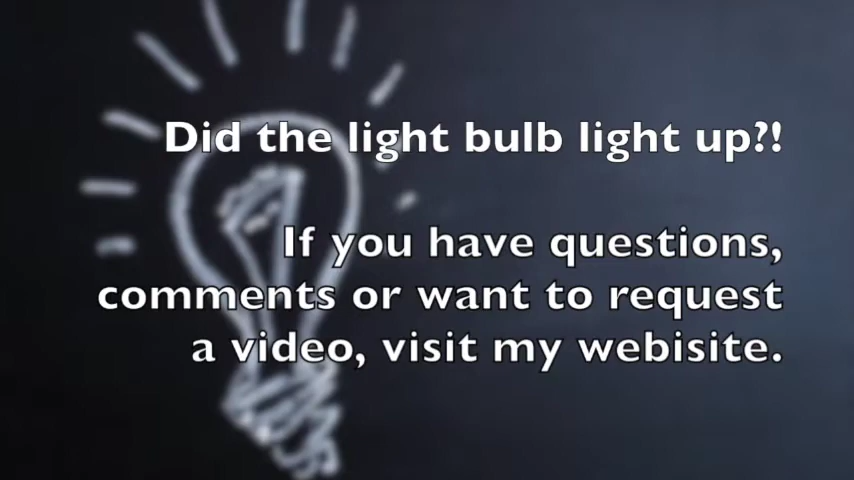 Did the light bulb light up?!
If you have questions,
comments or want to request
a video, visit my webisite.